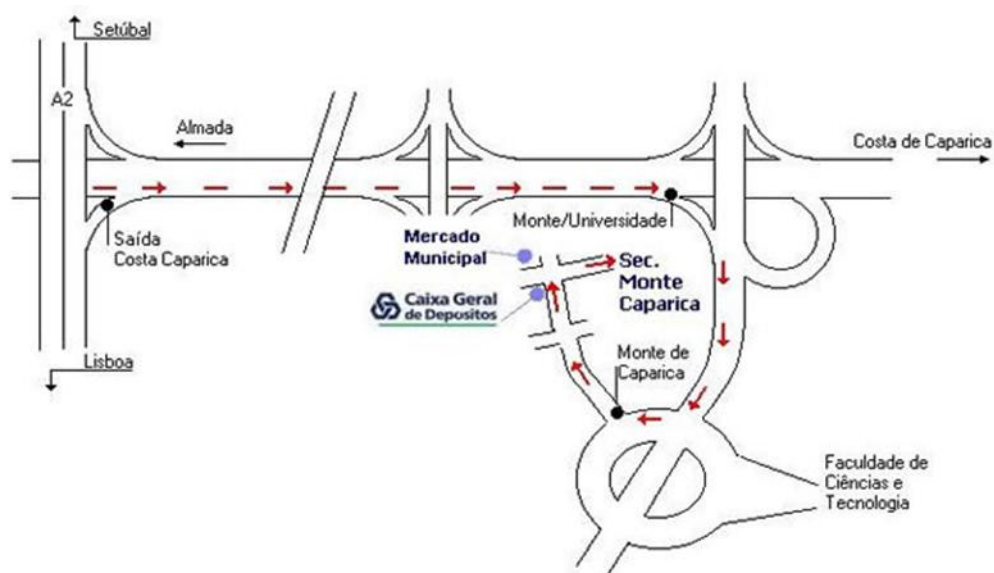 Setúbal
A2
Almada
Costa de Caparica
Saída
Costa Caparica
Monte/Universidade
Mercado
Municipal
Sec.
Monte
Caparica
Caixa Geral
de Depositos
Lisboa
Monte de
Caparica
Faculdade de
Ciências e
Tecnologia